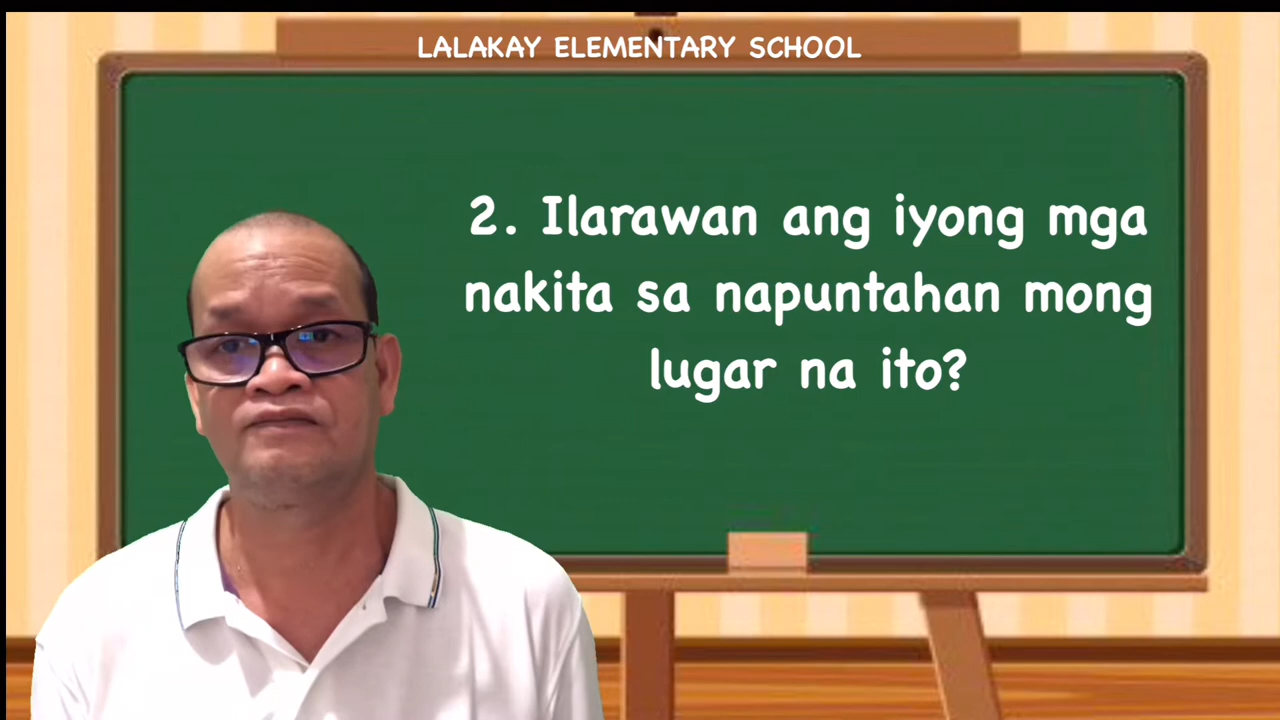 LALAKAY ELEMENTARY SCHOOL
2. Ilarawan ang iyong mga
nakita sa napuntahan mong
lugar na ito?